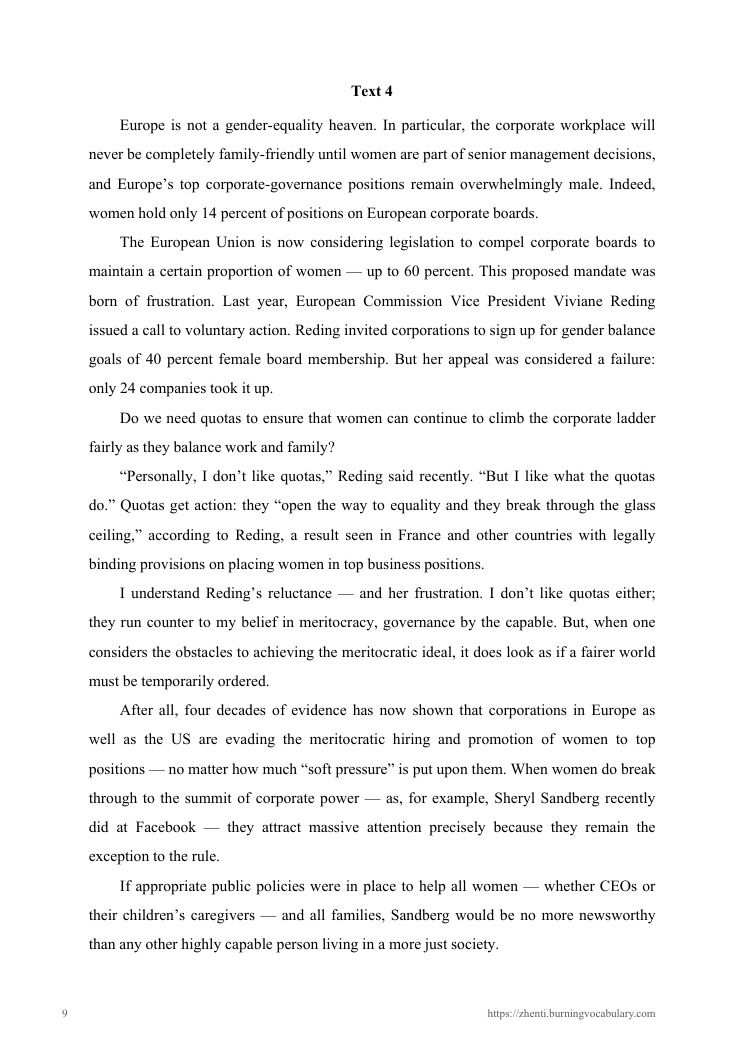 Text 4
Europe is not a gender-equality heaven. In particular, the corporate workplace will
never be completely family-friendly until women are part of senior management decisions,
and Europe’s top corporate-governance positions remain overwhelmingly male. Indeed,
women hold only 14 percent of positions on European corporate boards.
The European Union is now considering legislation to compel corporate boards to
maintain a certain proportion of women — up to 60 percent. This proposed mandate was
born of frustration. Last year, European Commission Vice President Viviane Reding
issued a call to voluntary action. Reding invited corporations to sign up for gender balance
goals of 40 percent female board membership. But her appeal was considered a failure:
only 24 companies took it up.
Do we need quotas to ensure that women can continue to climb the corporate ladder
fairly as they balance work and family?
“Personally, I don’t like quotas,” Reding said recently. “But I like what the quotas
do.” Quotas get action: they “open the way to equality and they break through the glass
ceiling,” according to Reding, a result seen in France and other countries with legally
binding provisions on placing women in top business positions.
I understand Reding’s reluctance — and her frustration. I don’t like quotas either;
they run counter to my belief in meritocracy, governance by the capable. But, when one
considers the obstacles to achieving the meritocratic ideal, it does look as if a fairer world
must be temporarily ordered.
After all, four decades of evidence has now shown that corporations in Europe as
well as the US are evading the meritocratic hiring and promotion of women to top
positions — no matter how much “soft pressure” is put upon them. When women do break
through to the summit of corporate power — as, for example, Sheryl Sandberg recently
did at Facebook — they attract massive attention precisely because they remain the
exception to the rule.
If appropriate public policies were in place to help all women — whether CEOs or
their children’s caregivers — and all families, Sandberg would be no more newsworthy
than any other highly capable person living in a more just society.
9 https://zhenti.burningvocabulary.com